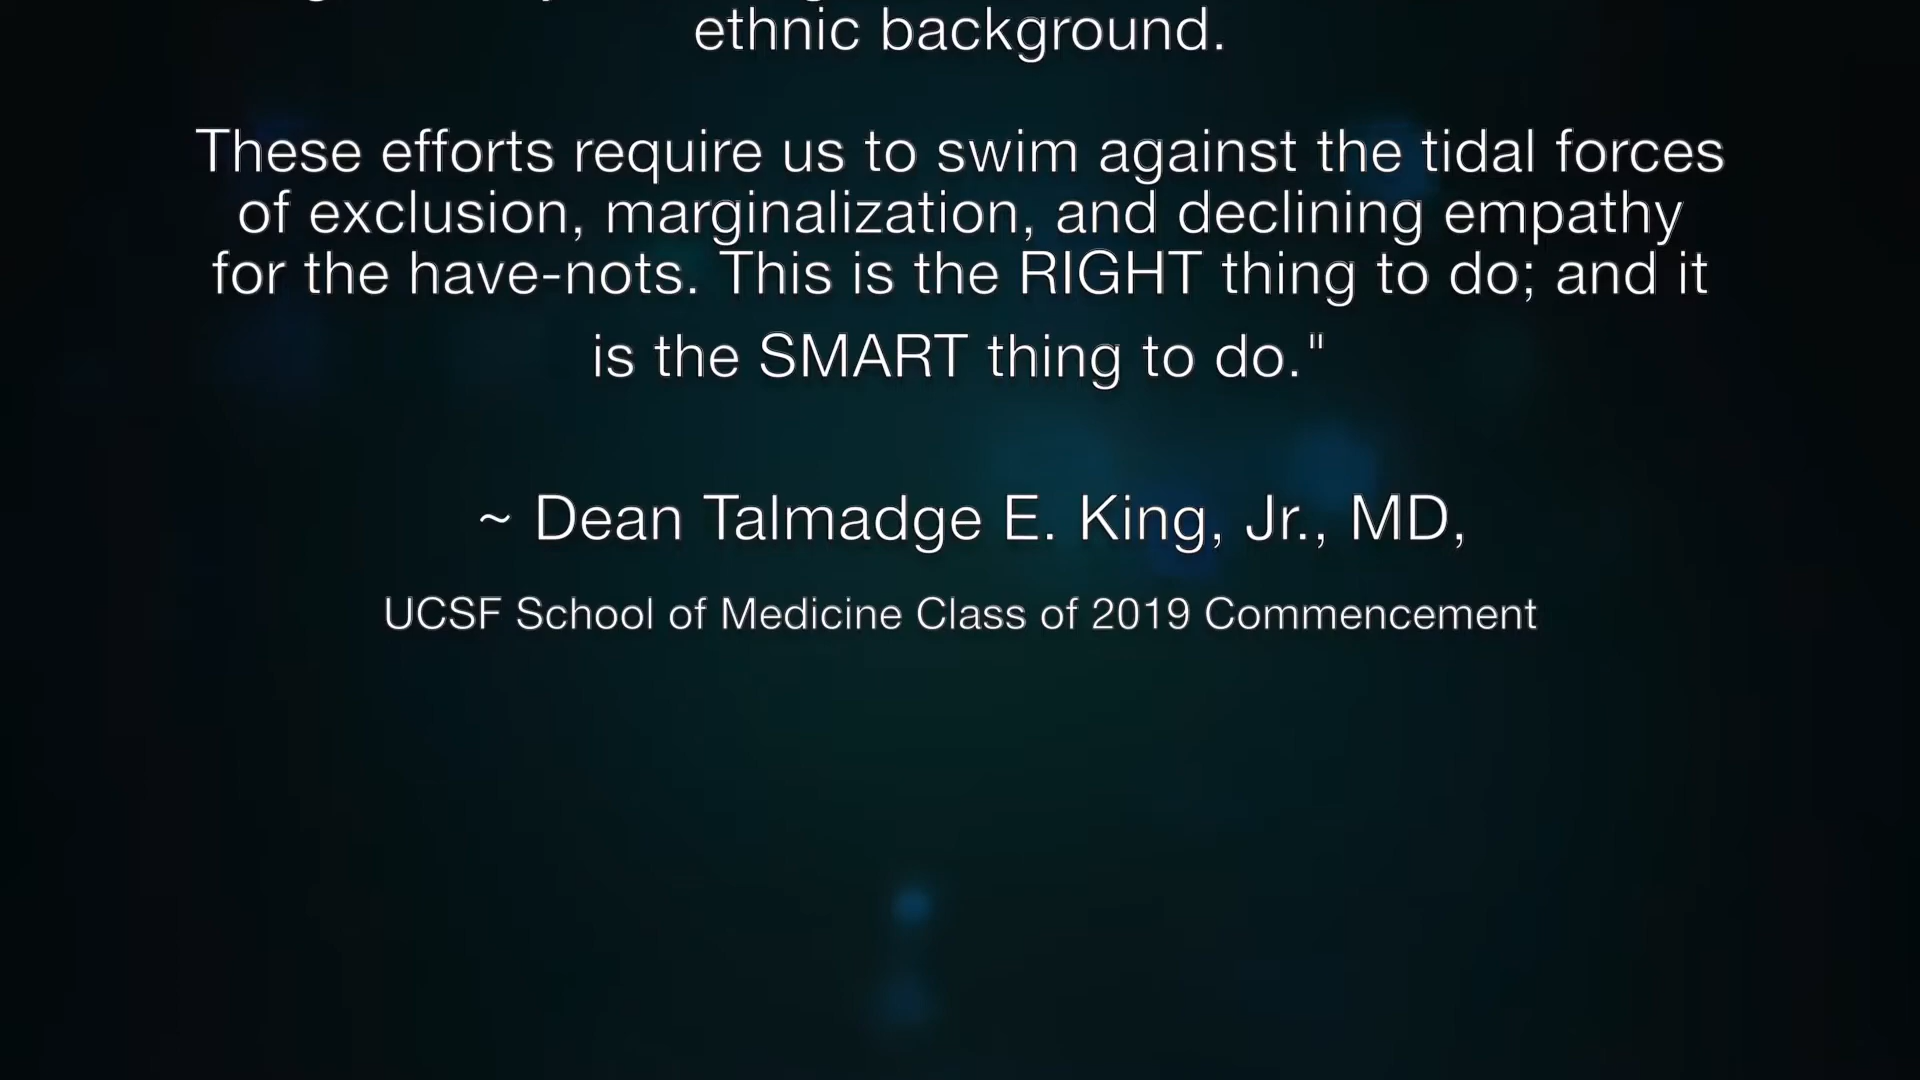 ethnic background.
These efforts require us to swim against the tidal forces
of exclusion, marginalization, and declining empathy
for the have-nots. This is the RIGHT thing to do; and it
is the SMART thing to do."
~ Dean Talmadge E. King, Jr., MD,
UCSF School of Medicine Class of 2019 Commencement